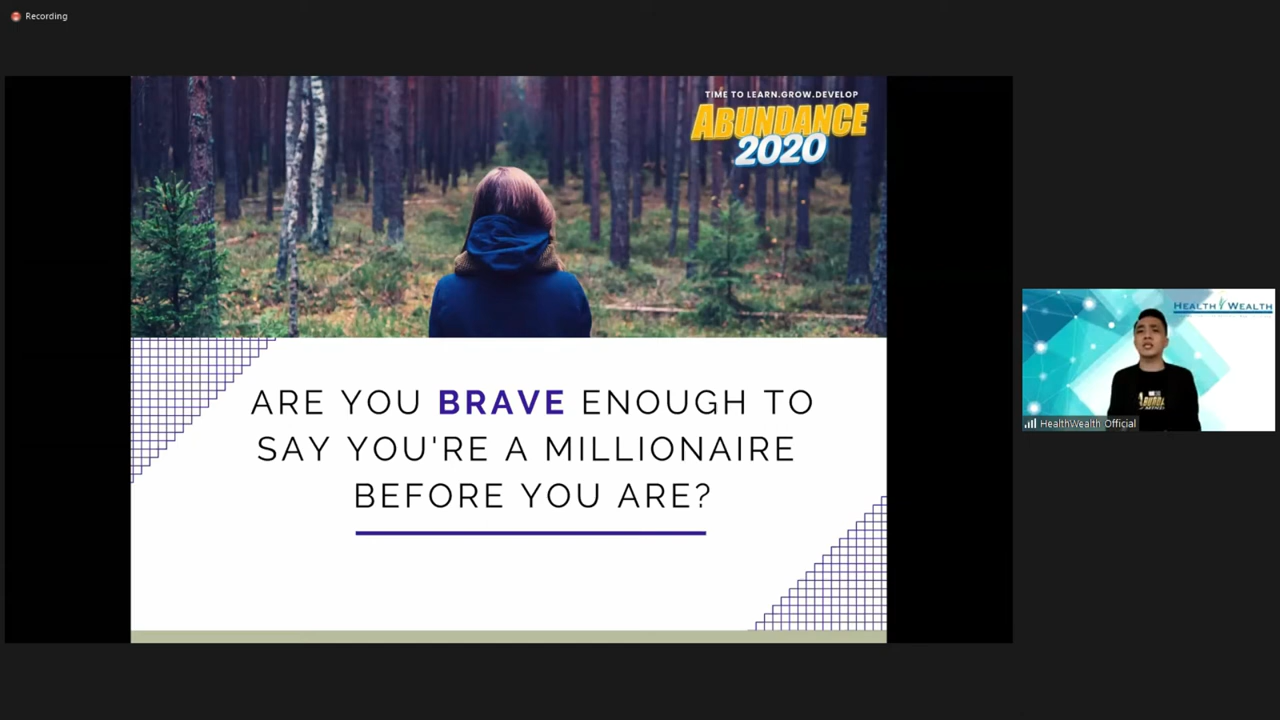 Recording
TIME TO LEARN.GROW.DEVELOP
ABUNDANCE
2020
ARE YOU BRAVE ENOUGH TO
SAY YOU'RE A MILLIONAIRE
BEFORE YOU ARE?
HEALTH WEALTH
HealthWealth Official